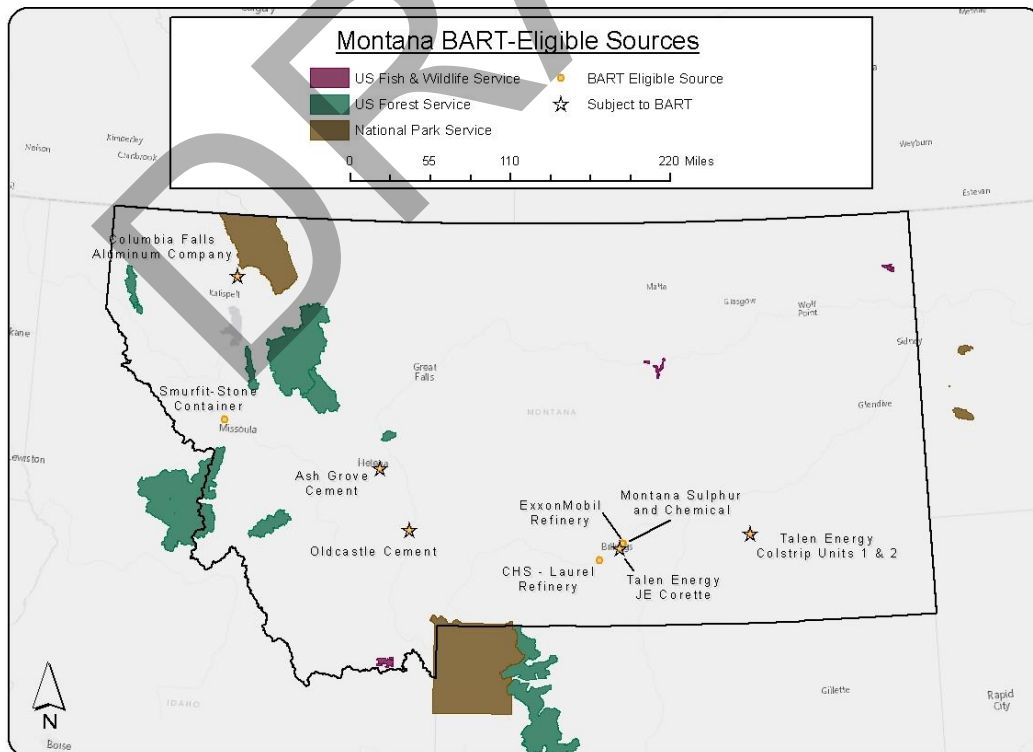 Calgary
Montana BART-Eligible Sources
US Fish & Wildlife Service
BART Eligible Source
US Forest Service
Subject to BART
National Park Service
0 55 110 220 Miles
DRA
Nelson
Kimberley
Cranbrook
Weyburn
Estevan
Columbia Falls
Aluminum Company
Kalispell
Malta
Glasgow
Wolf
Point
Sidney
kane
Great
Falls
Smurfit-Stone
Container
Missoula
MONTANA
Glendive
Lewiston
Helena
Ash Grove
Cement
ExxonMobil
Refinery
Montana Sulphur
and Chemical
Oldcastle Cement
Billings
Talen Energy
Colstrip Units 1 & 2
CHS - Laurel
Refinery
Talen Energy
JE Corette
N
IDAHO
Gillette
Rapid
City
Boise